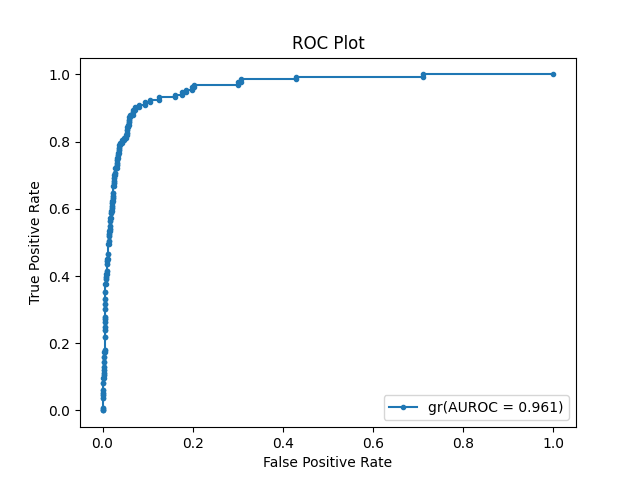 ROC Plot
1.0
0.8
0.6
0.4
0.2
0.0
True Positive Rate
gr(AUROC = 0.961)
0.0 0.2 0.4 0.6 0.8 1.0
False Positive Rate